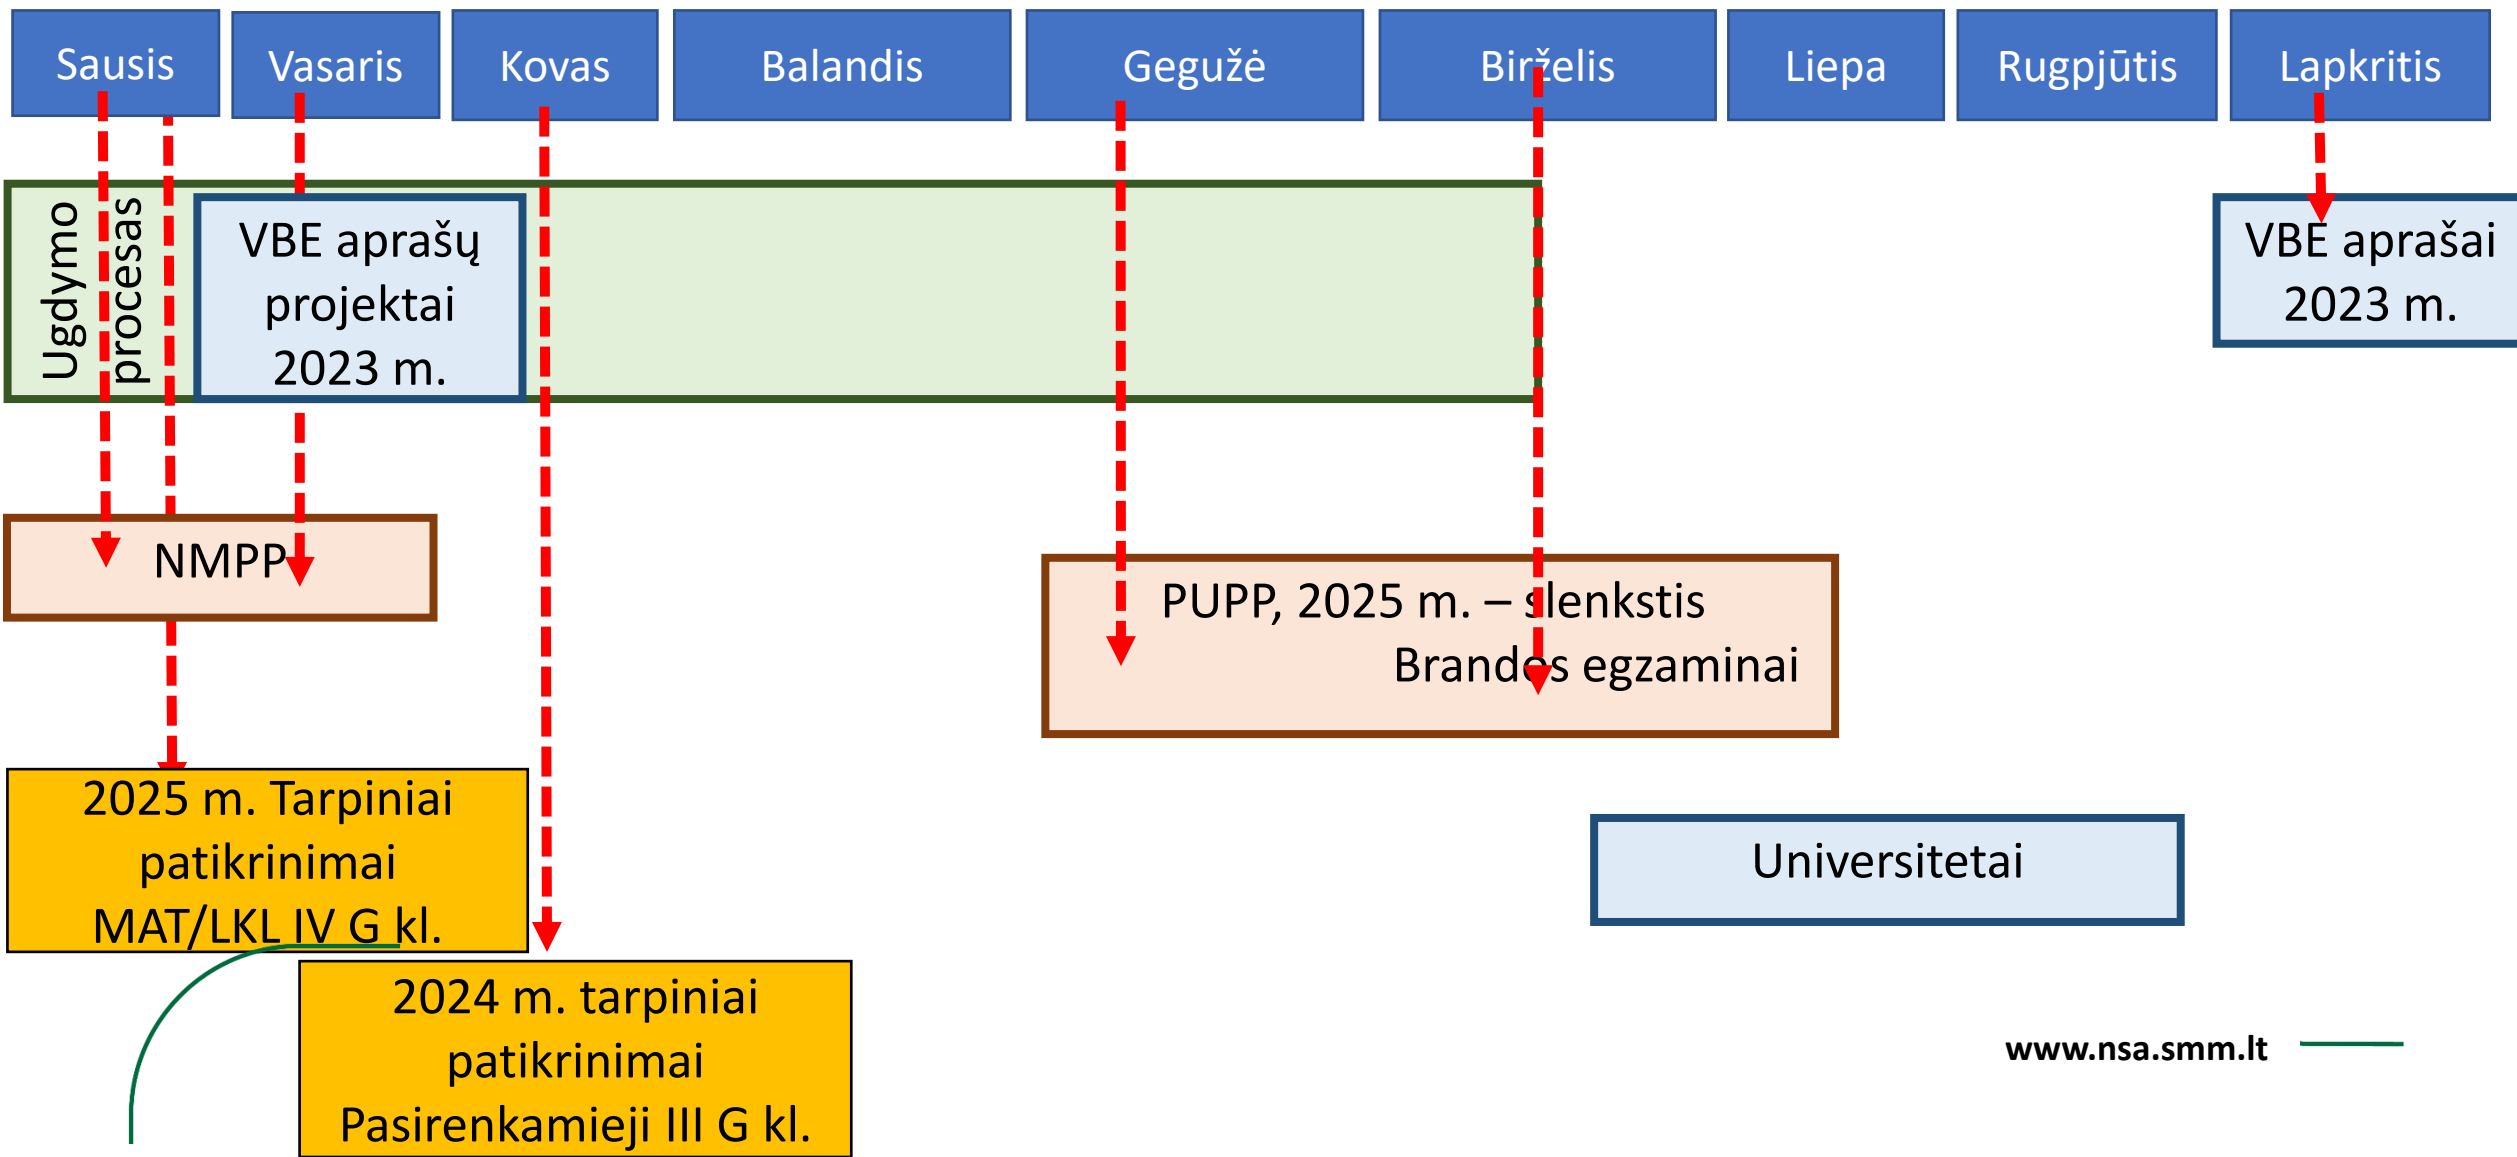 Sausis
Vasaris
Kovas
Balandis
Gegužė
Birželis
Liepa
Rugpjūtis
Lapkritis
Ugdymo
procesas
VBE aprašų
projektai
2023 m.
VBE aprašai
2023 m.
NMPP
PUPP, 2025 m. – slenkstis
Brandos egzaminai
2025 m. Tarpiniai
patikrinimai
MAT/LKL IV G kl.
Universitetai
2024 m. tarpiniai
patikrinimai
Pasirenkamieji III G kl.
www.nsa.smm.lt